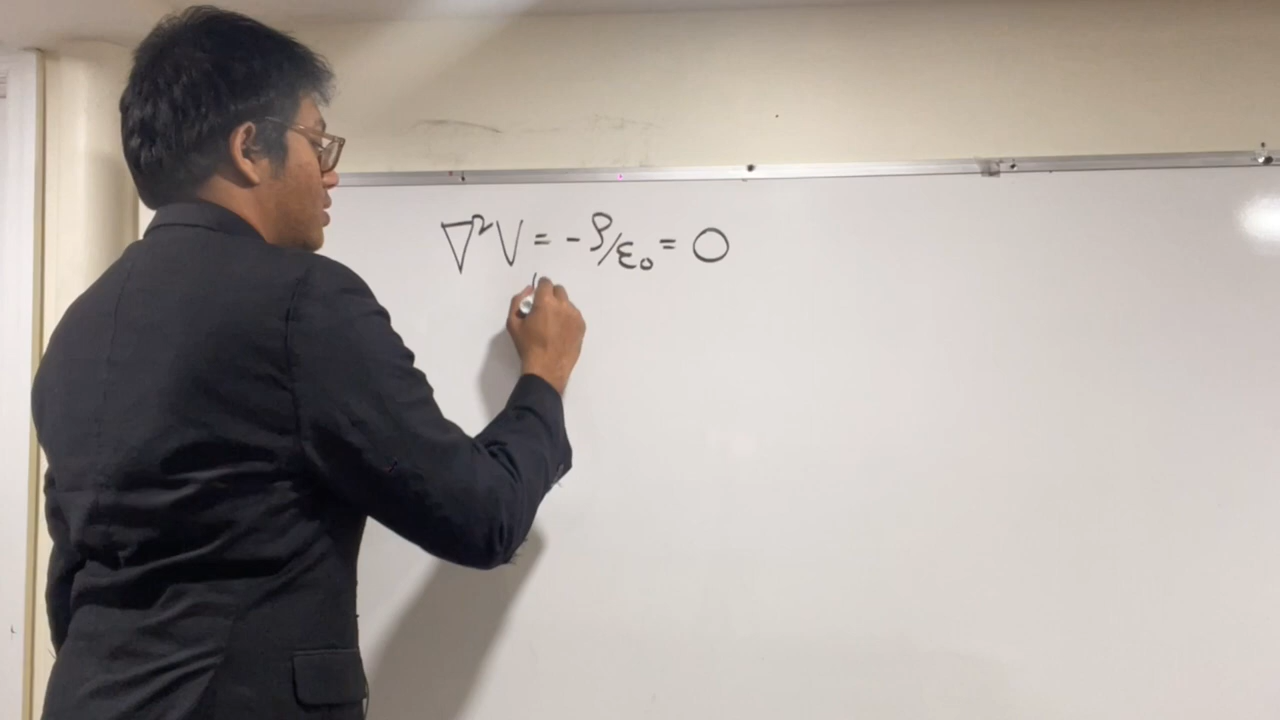 ∇²V = -ρ/ε₀ = 0